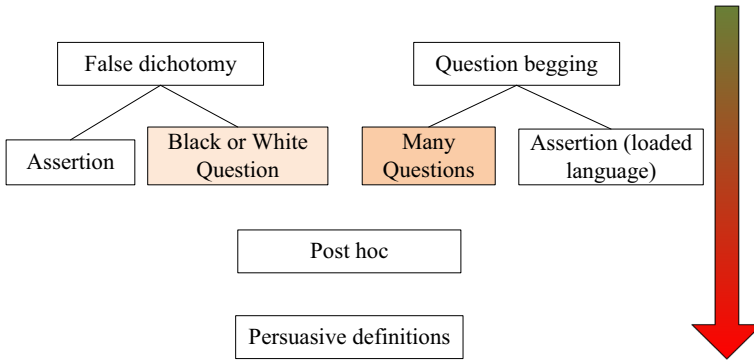 False dichotomy
Question begging
Assertion
Black or White
Question
Many
Questions
Assertion (loaded
language)
Post hoc
Persuasive definitions